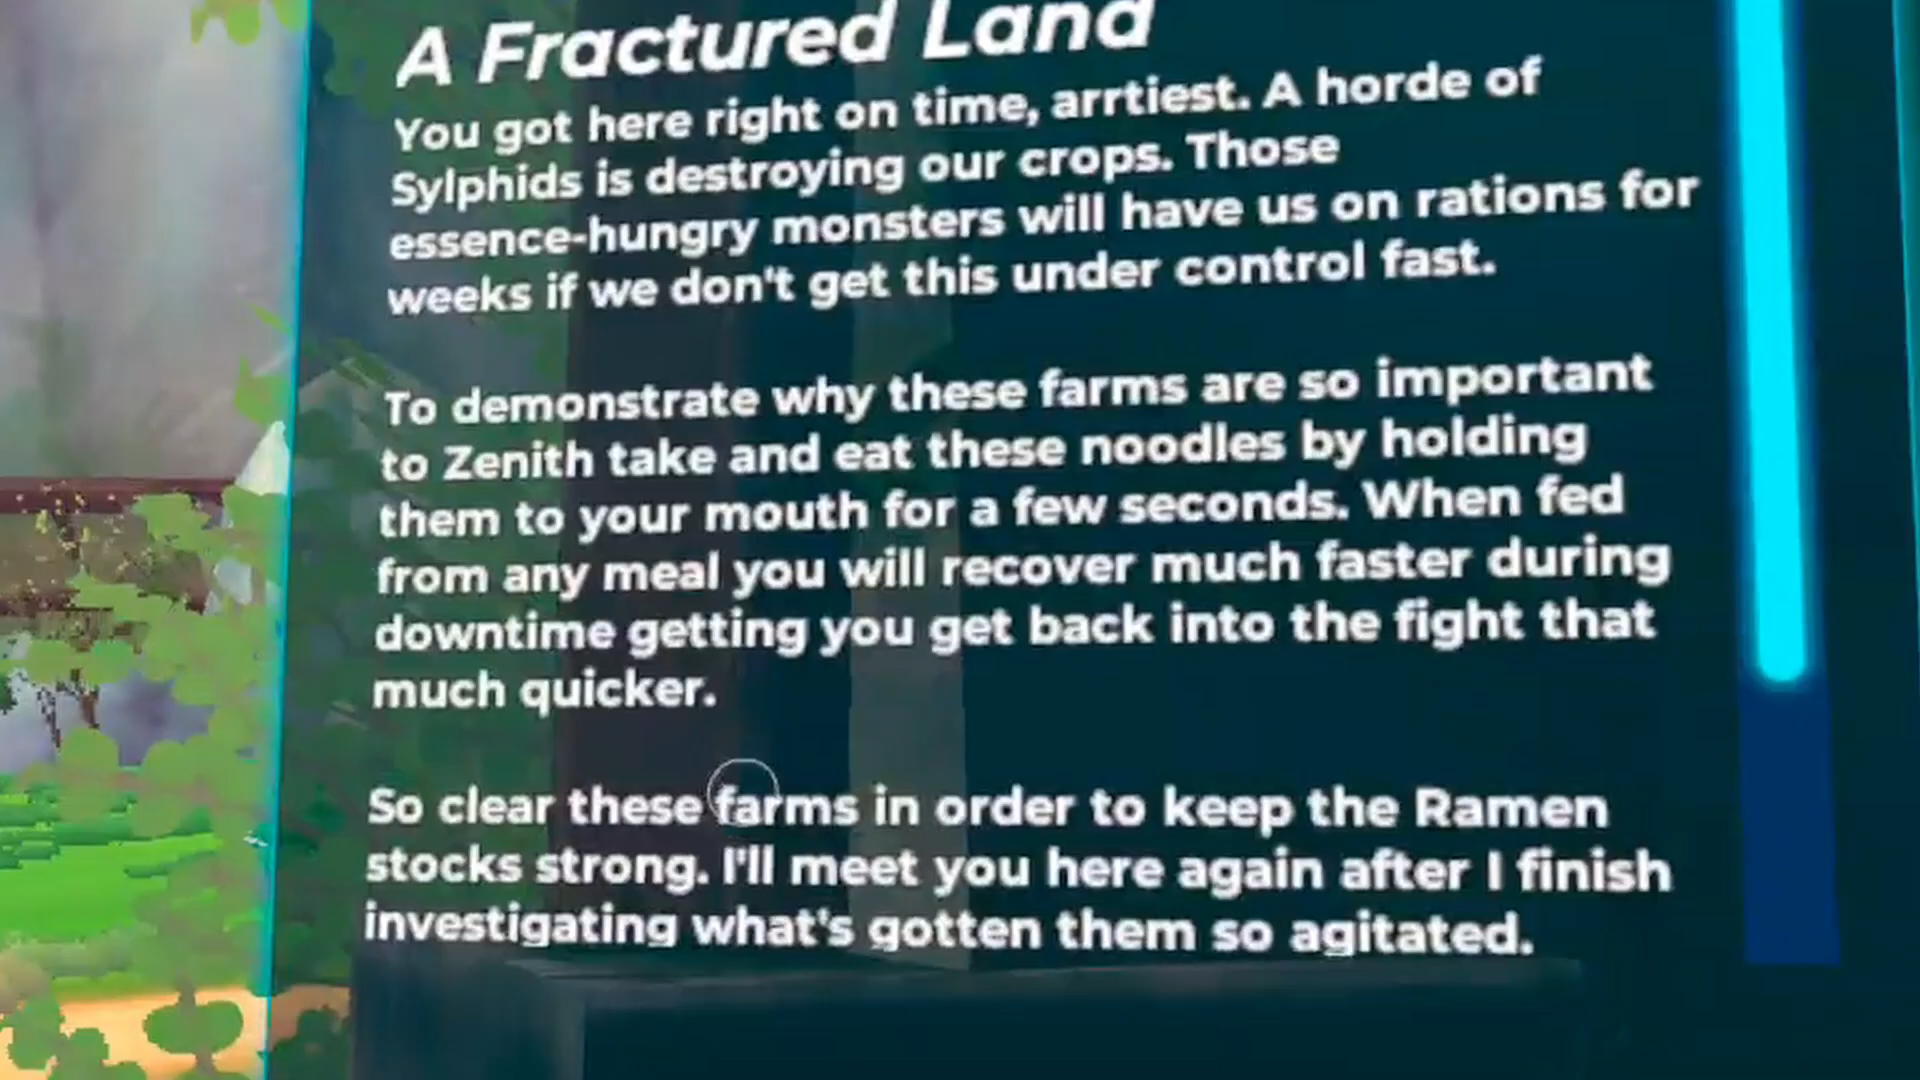 A Fractured Land
You got here right on time, arrtiest. A horde of
Sylphids is destroying our crops. Those
essence-hungry monsters will have us on rations for
weeks if we don't get this under control fast.
To demonstrate why these farms are so important
to Zenith take and eat these noodles by holding
them to your mouth for a few seconds. When fed
from any meal you will recover much faster during
downtime getting you get back into the fight that
much quicker.
So clear these farms in order to keep the Ramen
stocks strong. I'll meet you here again after I finish
investigating what's gotten them so agitated.